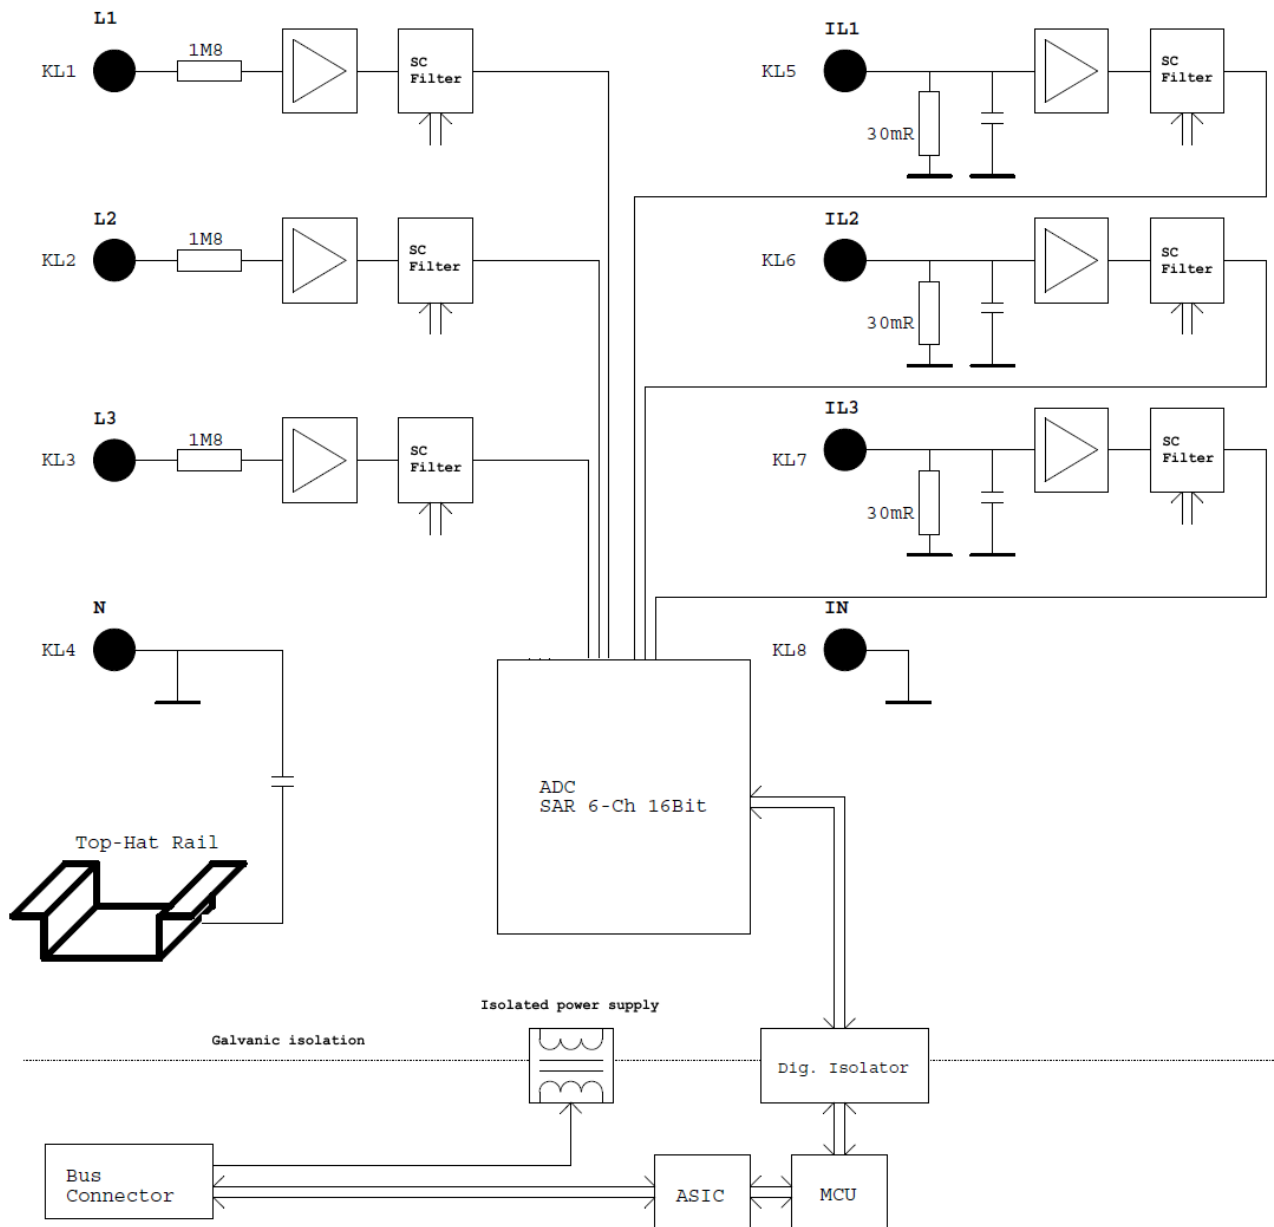 L1
1M8
KL1
SC
Filter
IL1
KL5
SC
Filter
30mR
L2
1M8
KL2
SC
Filter
IL2
KL6
SC
Filter
30mR
L3
1M8
KL3
SC
Filter
IL3
KL7
SC
Filter
30mR
N
KL4
IN
KL8
ADC
SAR 6-Ch 16Bit
Top-Hat Rail
Isolated power supply
Galvanic isolation
Dig. Isolator
Bus
Connector
ASIC
MCU